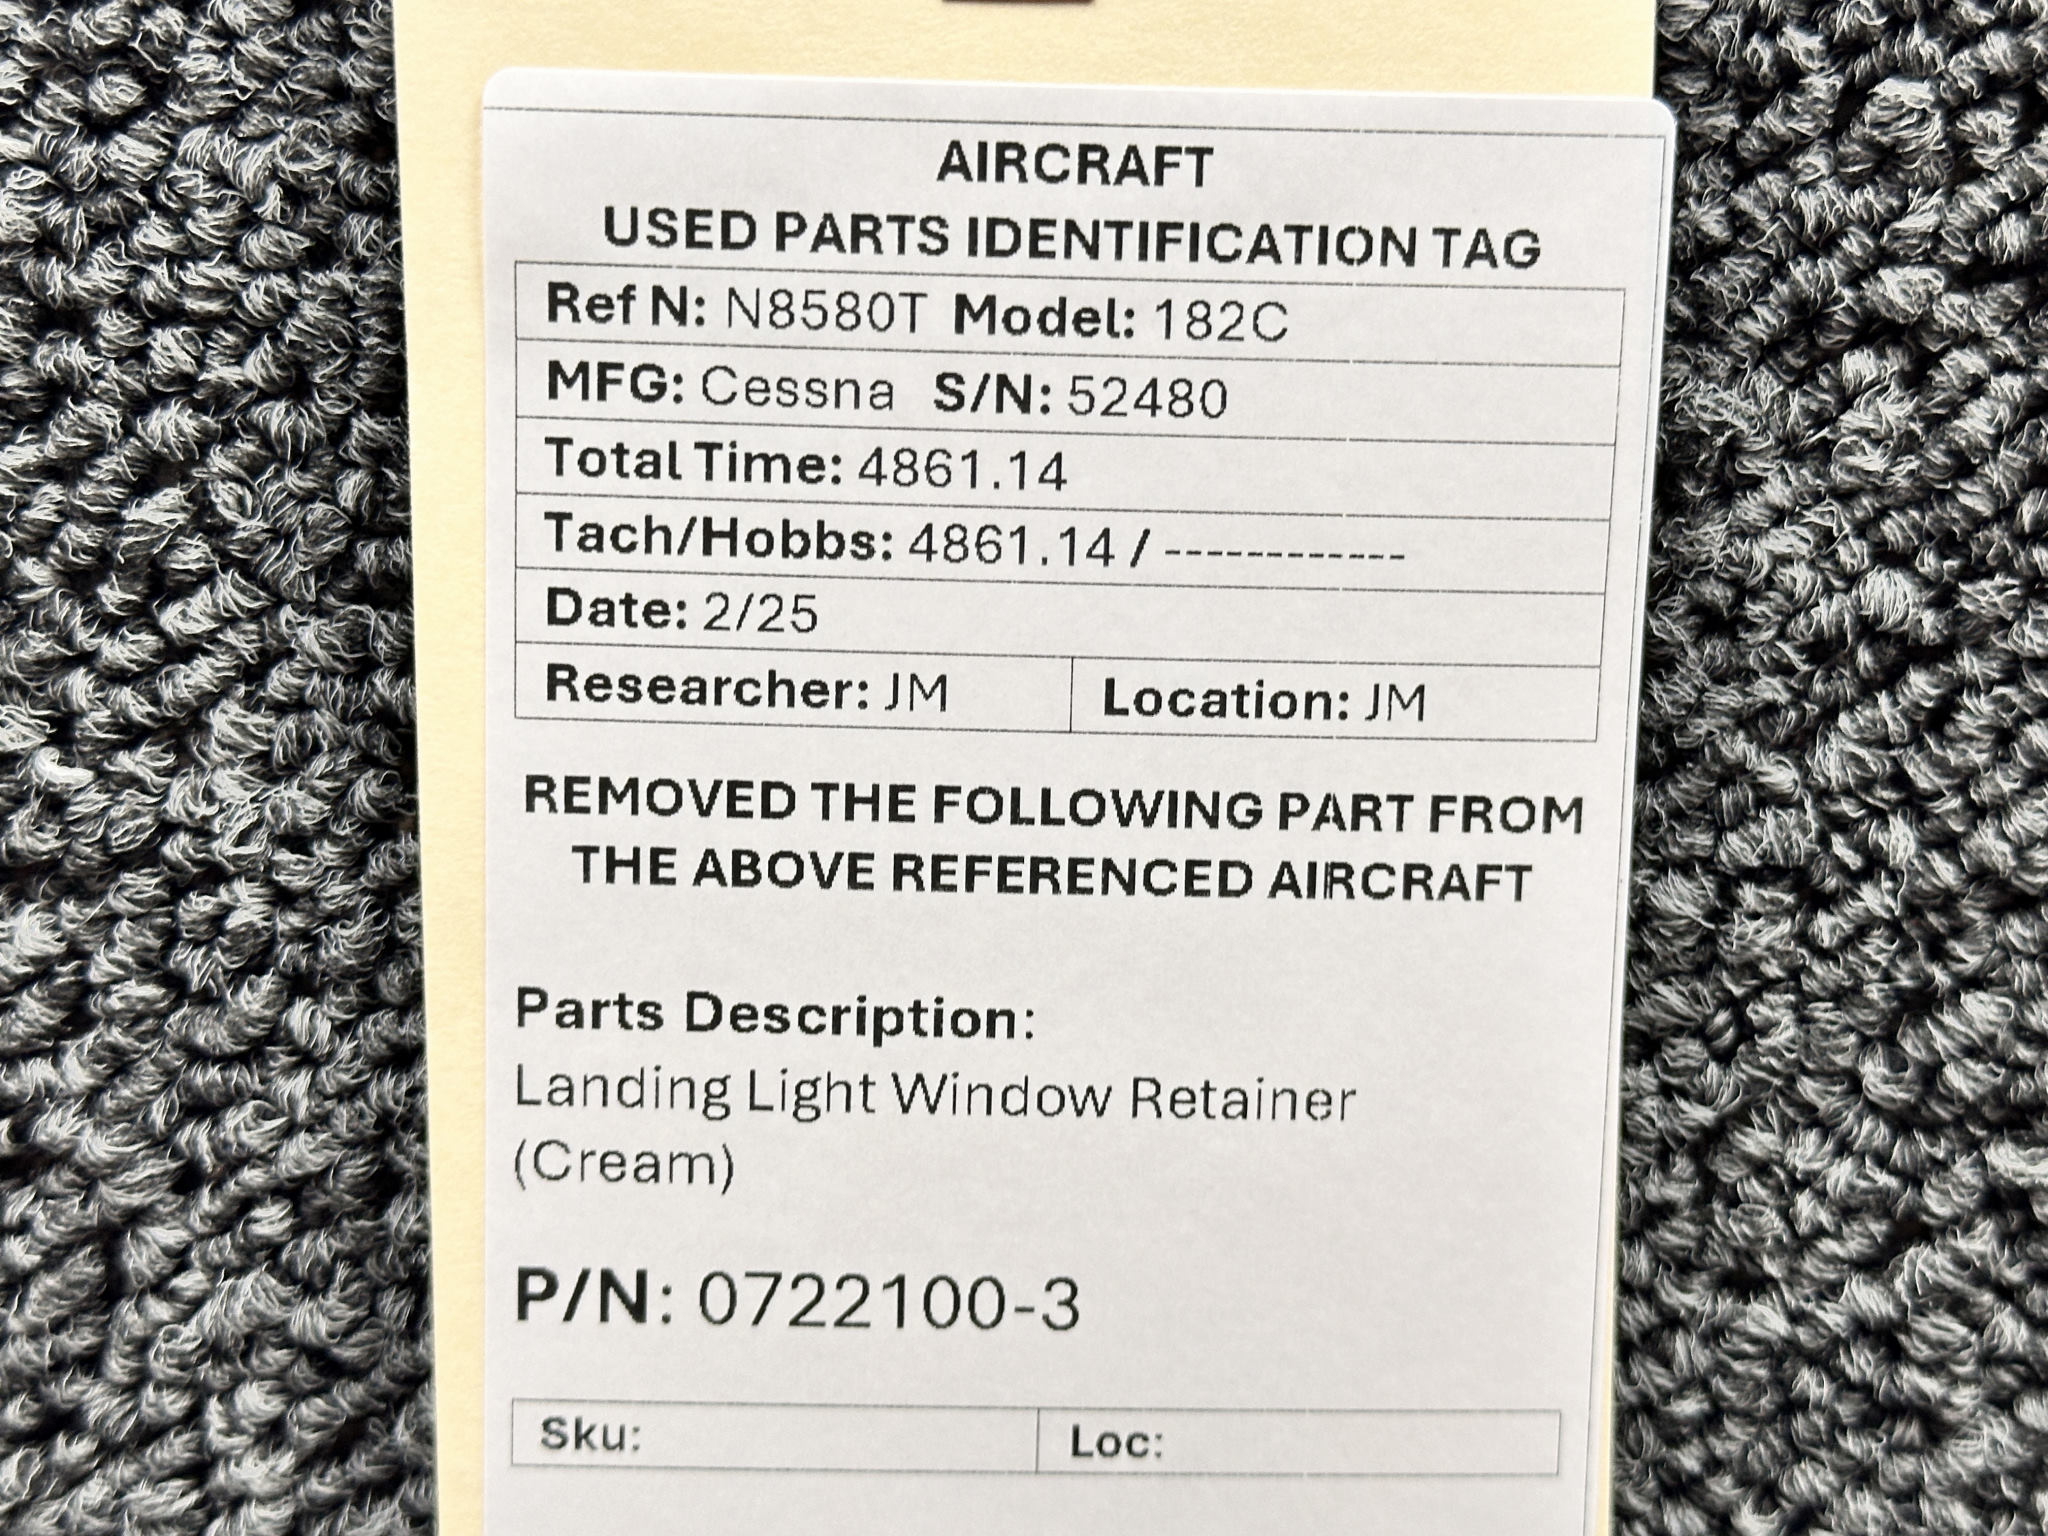 AIRCRAFT
USED PARTS IDENTIFICATION TAG
Ref N: N8580T Model: 182C
MFG: Cessna S/N: 52480
Total Time: 4861.14
Tach/Hobbs: 4861.14 / ------------
Date: 2/25
Researcher: JM Location: JM
REMOVED THE FOLLOWING PART FROM
THE ABOVE REFERENCED AIRCRAFT
Parts Description:
Landing Light Window Retainer
(Cream)
P/N: 0722100-3
Sku: Loc: